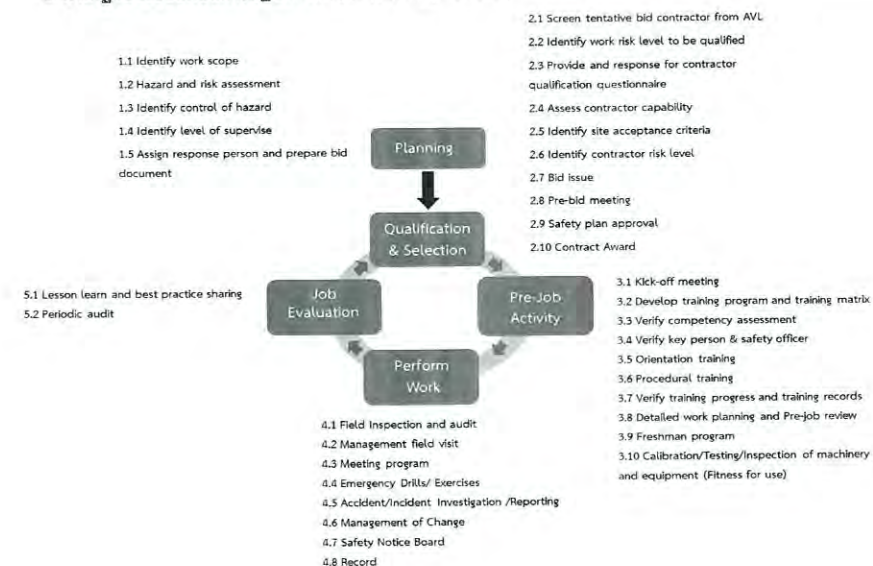 2.1 Screen tentative bid contractor from AVL
2.2 Identify work risk level to be qualified
2.3 Provide and response for contractor
qualification questionnaire
2.4 Assess contractor capability
2.5 Identify site acceptance criteria
2.6 Identify contractor risk level
2.7 Bid issue
2.8 Pre-bid meeting
2.9 Safety plan approval
2.10 Contract Award
1.1 Identify work scope
1.2 Hazard and risk assessment
1.3 Identify control of hazard
1.4 Identify level of supervise
1.5 Assign response person and prepare bid
document
Planning
Qualification
& Selection
5.1 Lesson learn and best practice sharing
5.2 Periodic audit
Job
Evaluation
Pre-Job
Activity
3.1 Kick-off meeting
3.2 Develop training program and training matrix
3.3 Verify competency assessment
3.4 Verify key person & safety officer
3.5 Orientation training
3.6 Procedural training
3.7 Verify training progress and training records
3.8 Detailed work planning and Pre-job review
3.9 Freshman program
3.10 Calibration/Testing/Inspection of machinery
and equipment (Fitness for use)
Perform
Work
4.1 Field Inspection and audit
4.2 Management field visit
4.3 Meeting program
4.4 Emergency Drills/ Exercises
4.5 Accident/Incident Investigation /Reporting
4.6 Management of Change
4.7 Safety Notice Board
4.8 Record